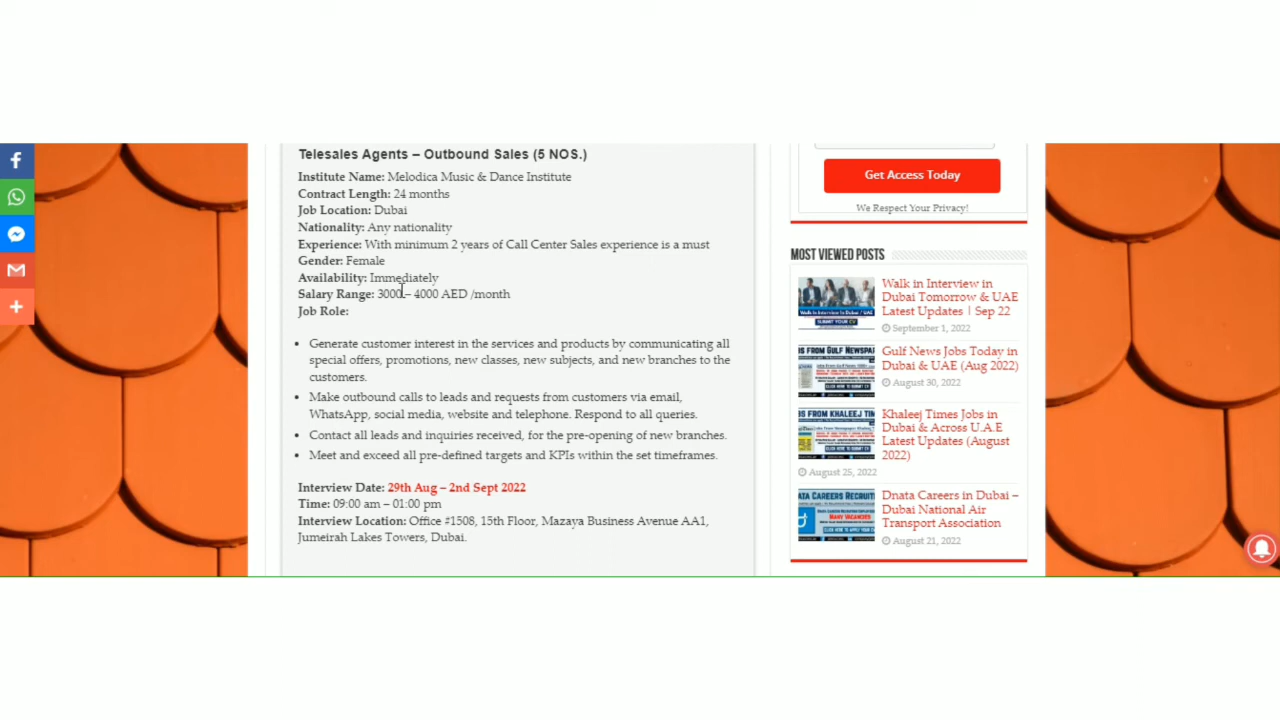 Telesales Agents – Outbound Sales (5 NOS.)
Institute Name: Melodica Music & Dance Institute
Contract Length: 24 months
Job Location: Dubai
Nationality: Any nationality
Experience: With minimum 2 years of Call Center Sales experience is a must
Gender: Female
Availability: Immediately
Salary Range: 3000 – 4000 AED /month
Job Role:
• Generate customer interest in the services and products by communicating all
special offers, promotions, new classes, new subjects, and new branches to the
customers.
• Make outbound calls to leads and requests from customers via email,
WhatsApp, social media, website and telephone. Respond to all queries.
• Contact all leads and inquiries received, for the pre-opening of new branches.
• Meet and exceed all pre-defined targets and KPIs within the set timeframes.
Interview Date: 29th Aug – 2nd Sept 2022
Time: 09:00 am – 01:00 pm
Interview Location: Office #1508, 15th Floor, Mazaya Business Avenue AA1,
Jumeirah Lakes Towers, Dubai.
Get Access Today
We Respect Your Privacy!
MOST VIEWED POSTS
Walk in Interview in
Dubai Tomorrow & UAE
Latest Updates | Sep 22
September 1, 2022
Gulf News Jobs Today in
Dubai & UAE (Aug 2022)
August 30, 2022
Khaleej Times Jobs in
Dubai & Across U.A.E
Latest Updates (August
2022)
August 25, 2022
Dnata Careers in Dubai –
Dubai National Air
Transport Association
August 21, 2022